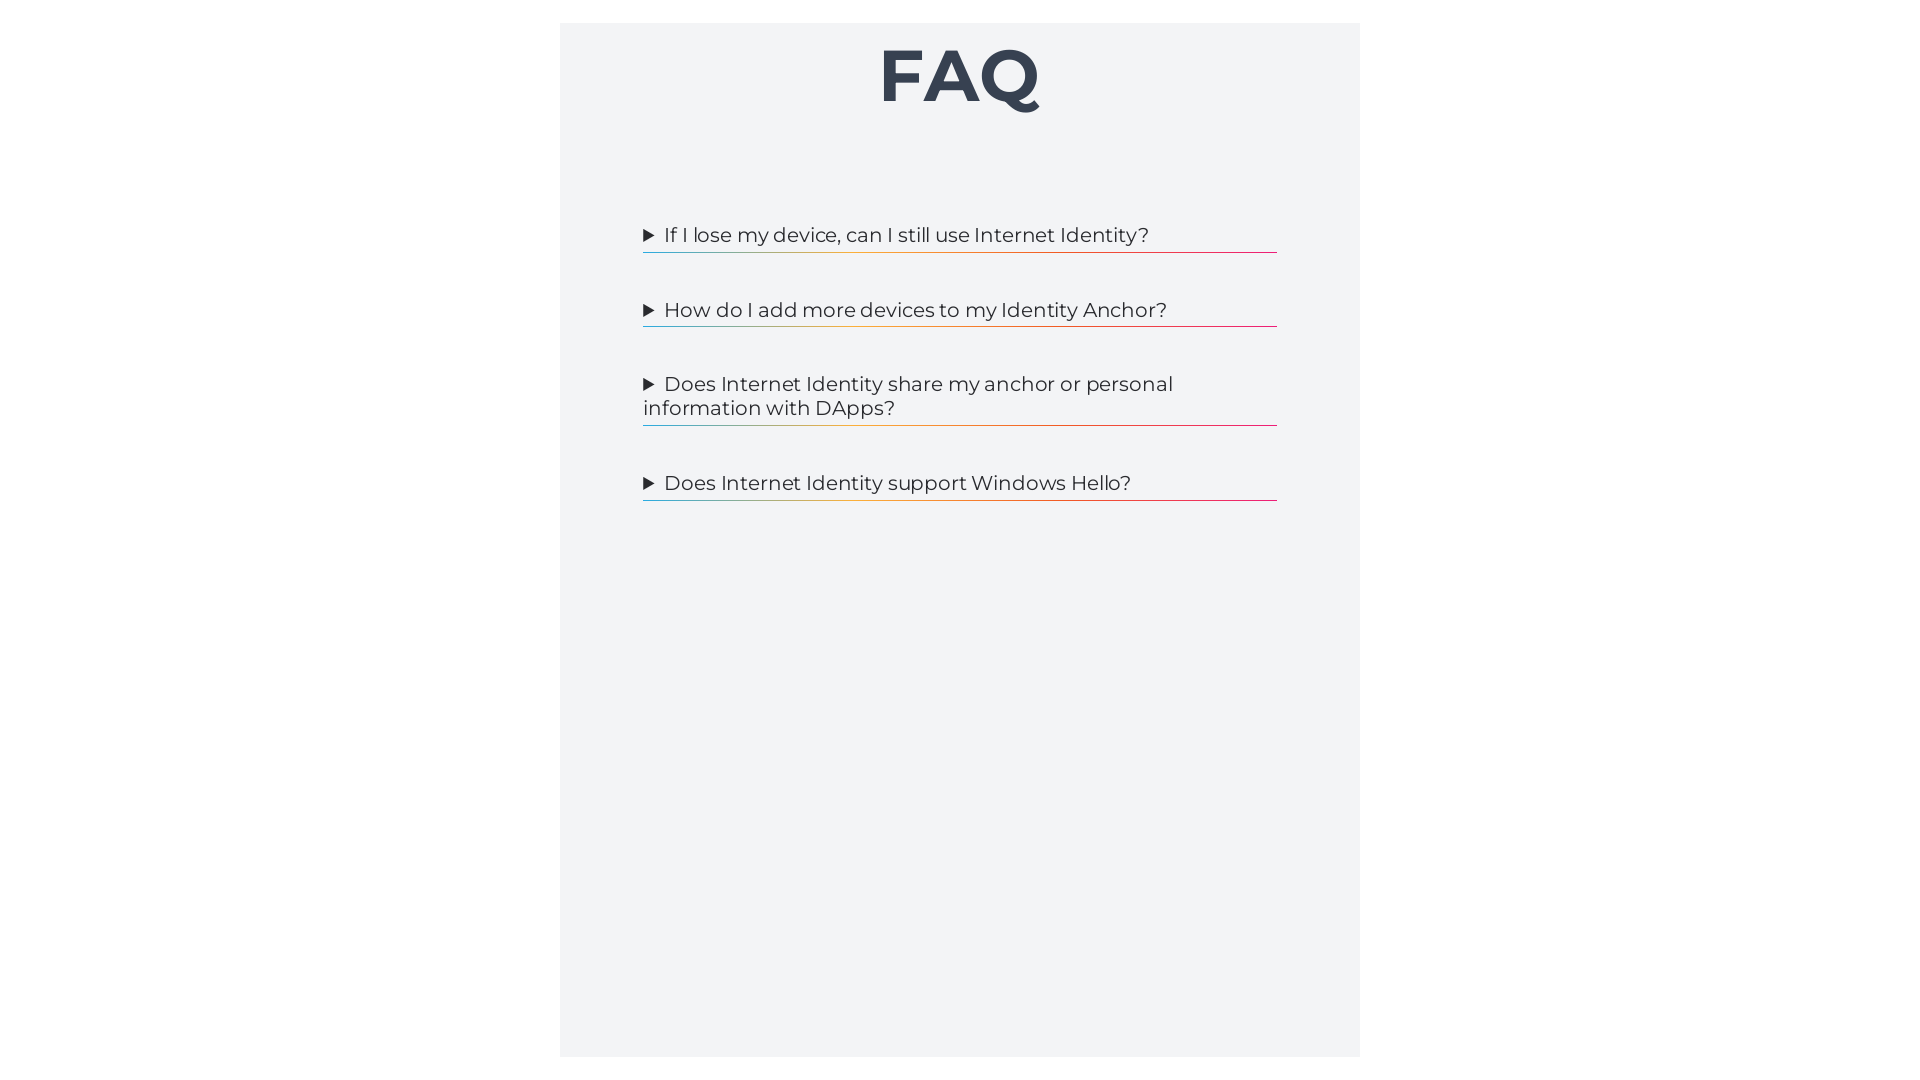 FAQ
If I lose my device, can I still use Internet Identity?
How do I add more devices to my Identity Anchor?
Does Internet Identity share my anchor or personal
information with DApps?
Does Internet Identity support Windows Hello?